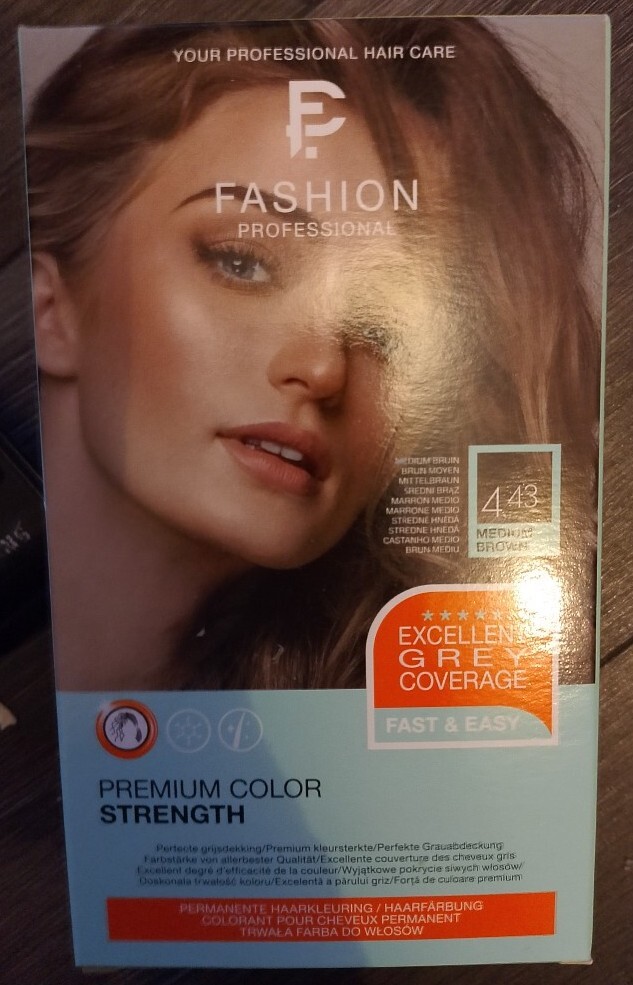 YOUR PROFESSIONAL HAIR CARE
FP.
FASHION
PROFESSIONAL
MEDIUM BRUIN
BRUN MOYEN
MITTELBRAUN
ŚREDNI BRĄZ
MARRON MEDIO
MARRONE MEDIO
STŘEDNĚ HNĚDÁ
STREDNE HNEDÁ
CASTANHO MEDIO
BRUN MEDIU
4.43
MEDIUM
BROWN
EXCELLENT
GREY
COVERAGE
FAST & EASY
PREMIUM COLOR
STRENGTH
Perfecte grijsdekking/Premium kleursterkte/Perfekte Grauabdeckung
Farbstärke von allerbester Qualität/Excellente couverture des cheveux gris
Excellent degré d'efficacité de la couleur/Wyjątkowe pokrycie siwych włosów/
Doskonała trwałość koloru/Excelentă a părului griz/Forță de culoare premium
PERMANENTE HAARKLEURING / HAARFÄRBUNG
COLORANT POUR CHEVEUX PERMANENT
TRWAŁA FARBA DO WŁOSÓW